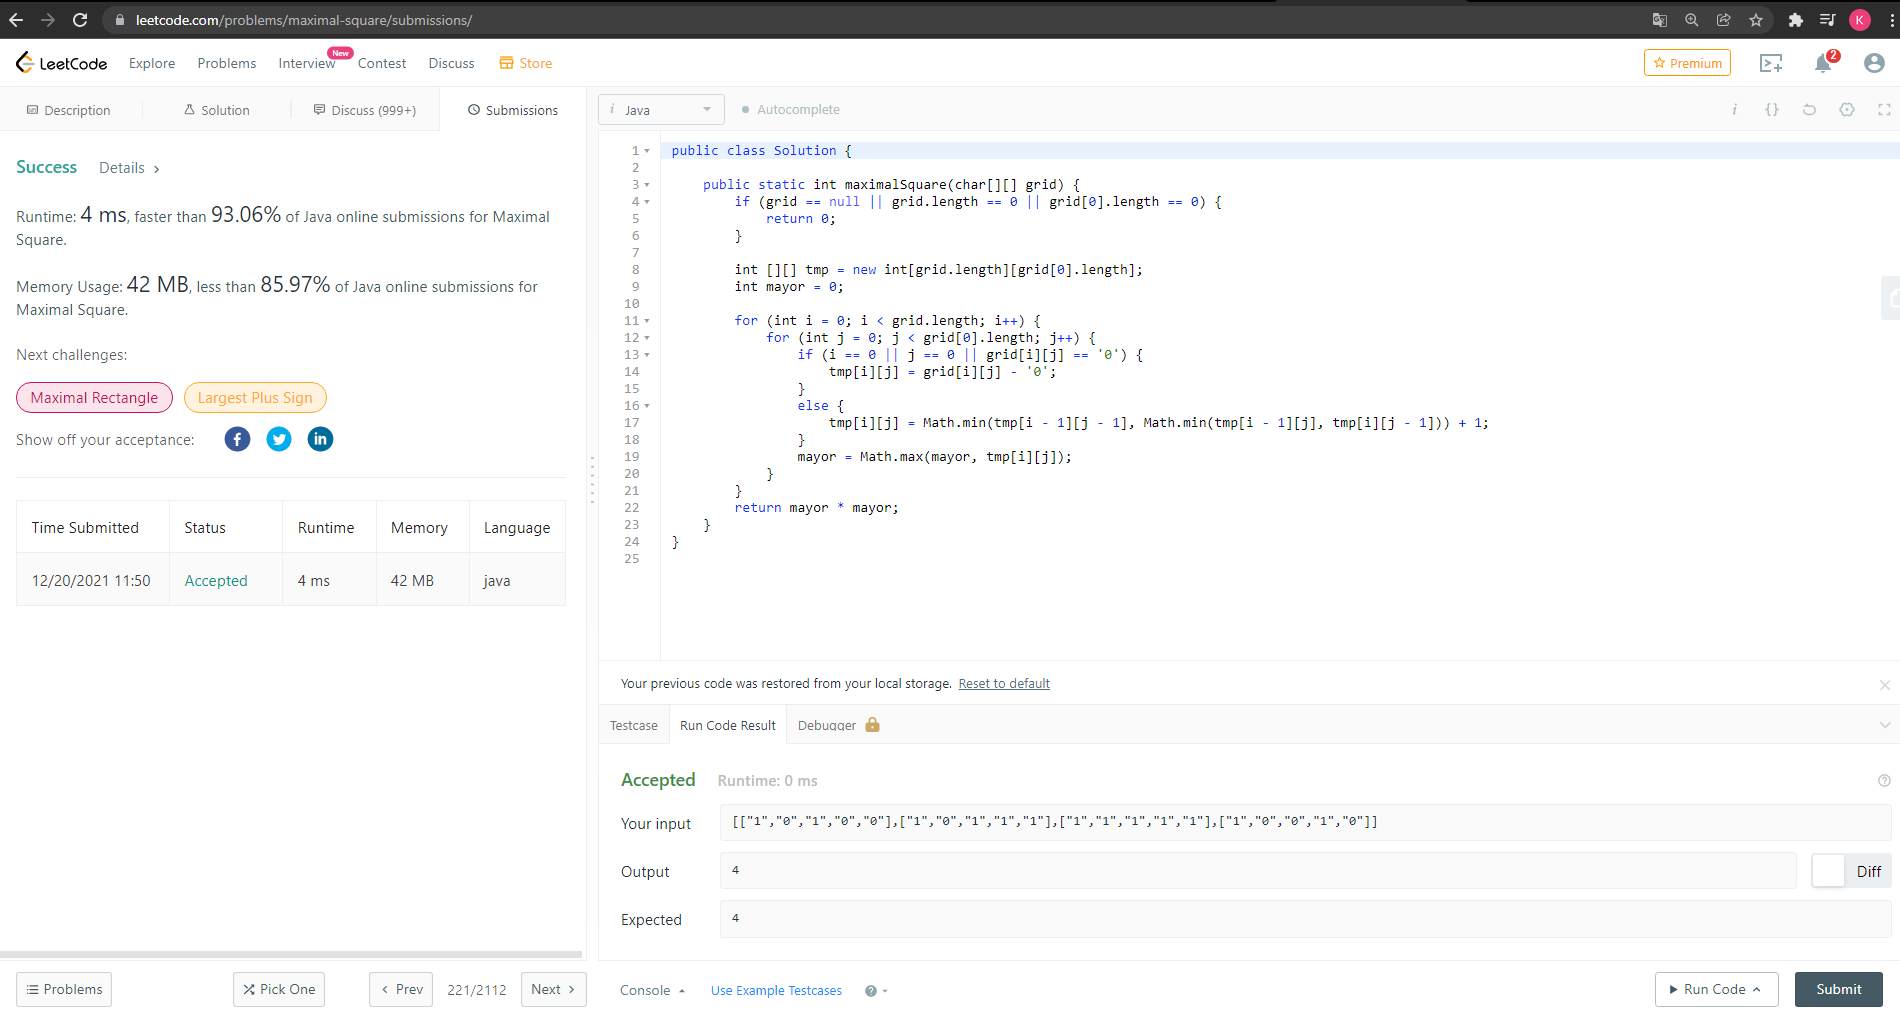 leetcode.com/problems/maximal-square/submissions/
K
LeetCode
Explore
Problems
Interview
New
Contest
Discuss
Store
Premium
2
Description
Solution
Discuss (999+)
Submissions
i Java
Autocomplete
i {}
Success
Details >
Runtime: 4 ms, faster than 93.06% of Java online submissions for Maximal
Square.
Memory Usage: 42 MB, less than 85.97% of Java online submissions for
Maximal Square.
Next challenges:
Maximal Rectangle
Largest Plus Sign
Show off your acceptance:
Time Submitted Status Runtime Memory Language
12/20/2021 11:50 Accepted 4 ms 42 MB java
1 public class Solution {
2
3 public static int maximalSquare(char[][] grid) {
4 if (grid == null || grid.length == 0 || grid[0].length == 0) {
5 return 0;
6 }
7
8 int [][] tmp = new int[grid.length][grid[0].length];
9 int mayor = 0;
10
11 for (int i = 0; i < grid.length; i++) {
12 for (int j = 0; j < grid[0].length; j++) {
13 if (i == 0 || j == 0 || grid[i][j] == '0') {
14 tmp[i][j] = grid[i][j] - '0';
15 }
16 else {
17 tmp[i][j] = Math.min(tmp[i - 1][j - 1], Math.min(tmp[i - 1][j], tmp[i][j - 1])) + 1;
18 }
19 mayor = Math.max(mayor, tmp[i][j]);
20 }
21 }
22 return mayor * mayor;
23 }
24 }
25
Your previous code was restored from your local storage. Reset to default
Testcase
Run Code Result
Debugger
Accepted
Runtime: 0 ms
Your input
[["1","0","1","0","0"],["1","0","1","1","1"],["1","1","1","1","1"],["1","0","0","1","0"]]
Output
4
Diff
Expected
4
Problems
Pick One
< Prev
221/2112
Next >
Console
Use Example Testcases
Run Code
Submit